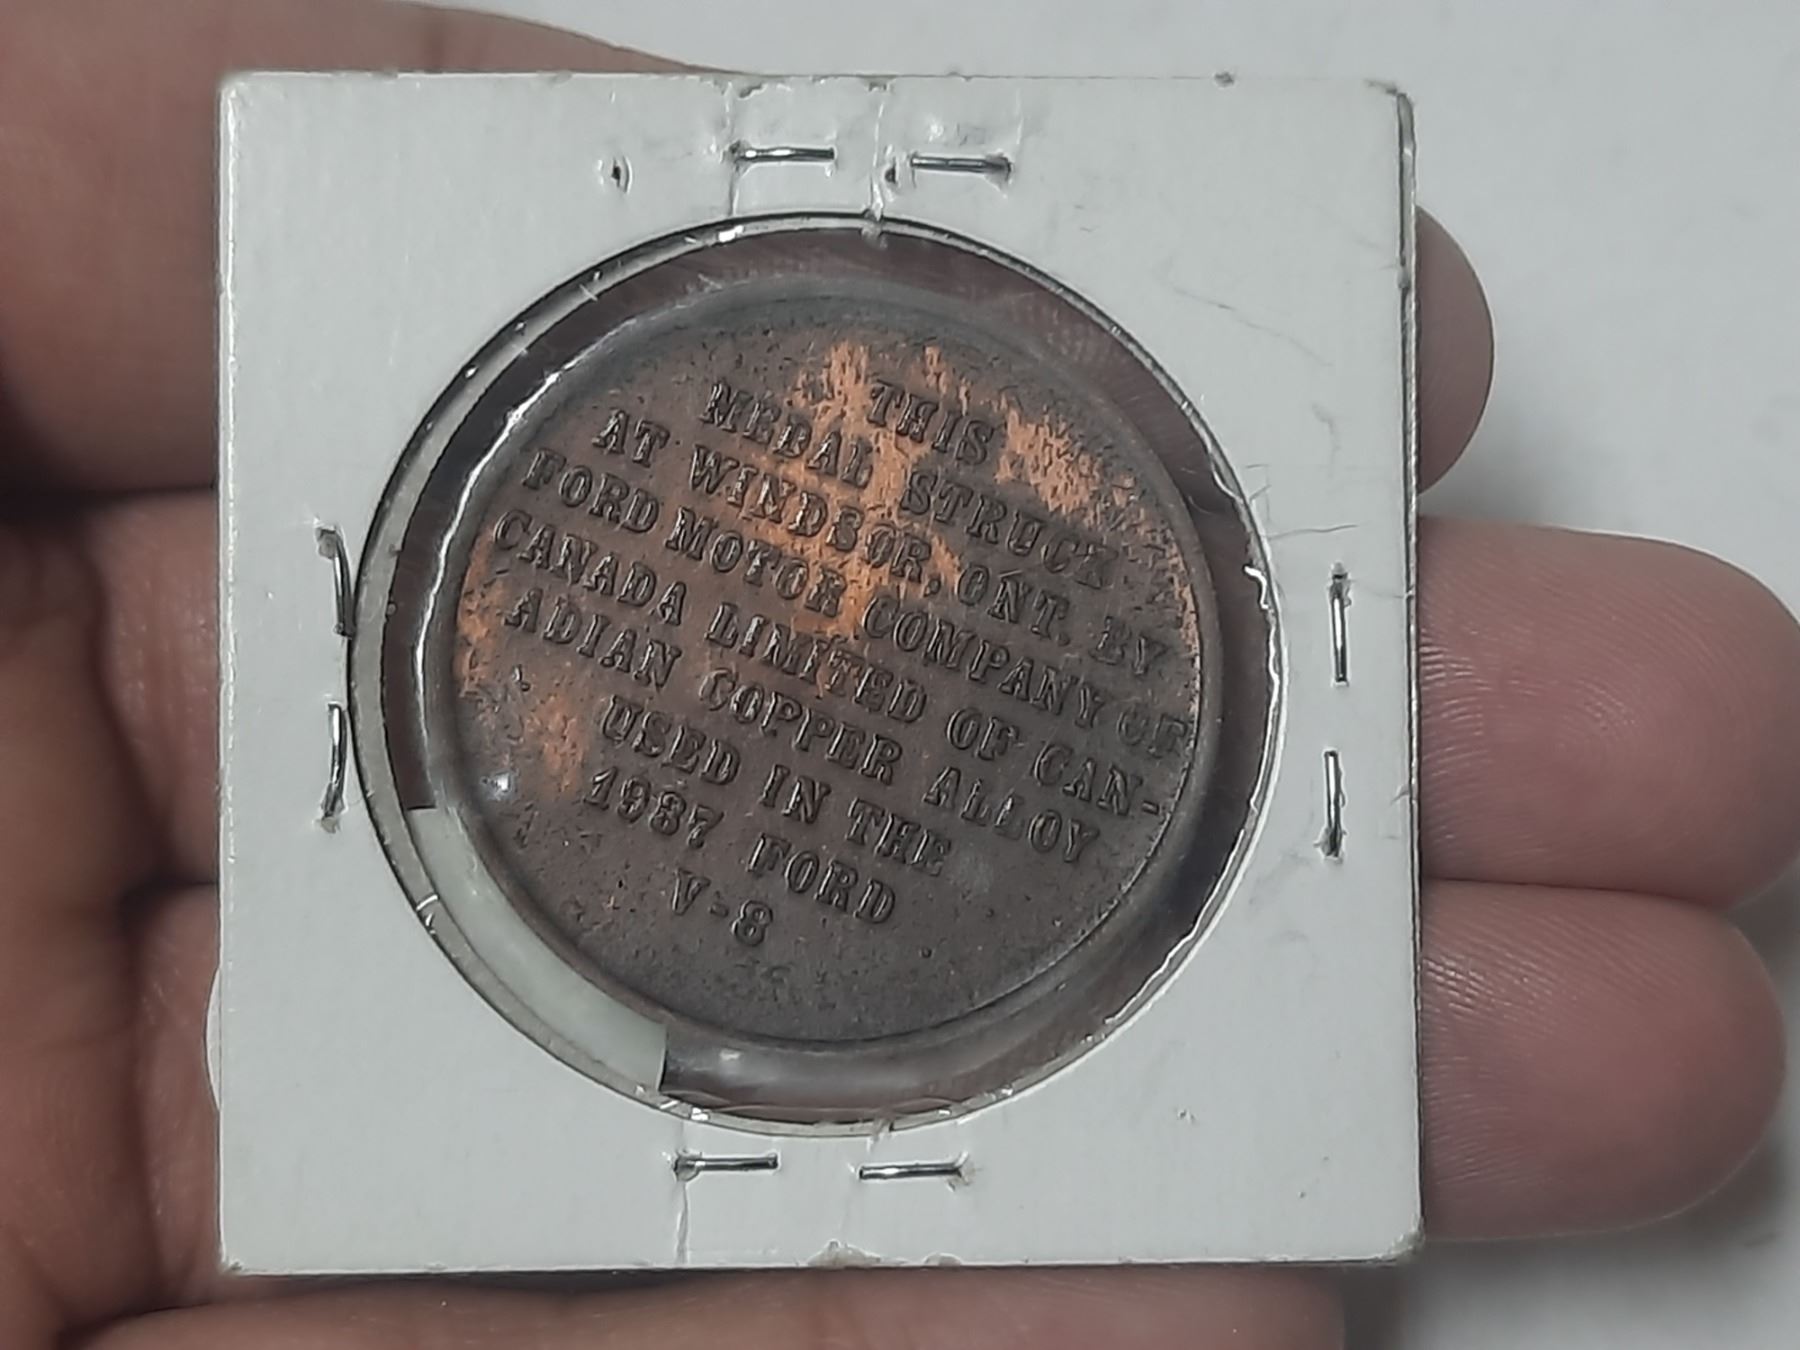 THIS
MEDAL STRUCK
AT WINDSOR, ONT. BY
FORD MOTOR COMPANY OF
CANADA LIMITED OF CAN-
ADIAN COPPER ALLOY
USED IN THE
1937 FORD
V-8